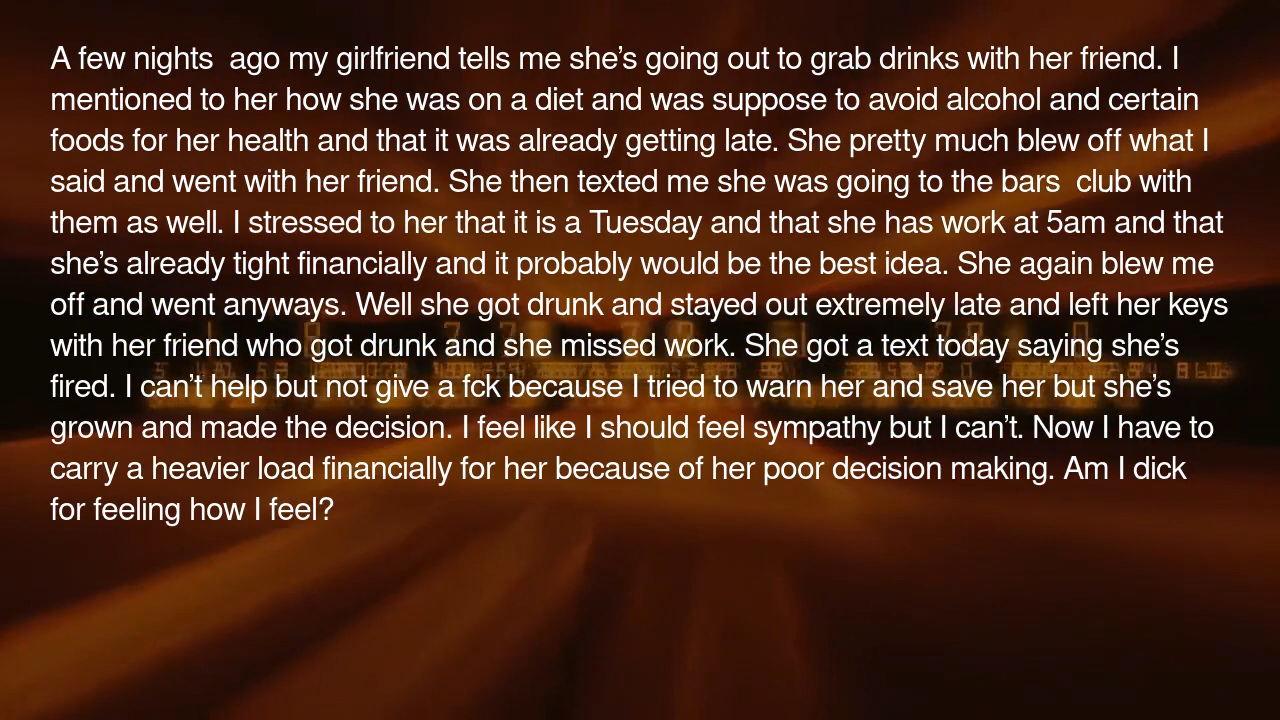 A few nights  ago my girlfriend tells me she’s going out to grab drinks with her friend. I
mentioned to her how she was on a diet and was suppose to avoid alcohol and certain
foods for her health and that it was already getting late. She pretty much blew off what I
said and went with her friend. She then texted me she was going to the bars  club with
them as well. I stressed to her that it is a Tuesday and that she has work at 5am and that
she’s already tight financially and it probably would be the best idea. She again blew me
off and went anyways. Well she got drunk and stayed out extremely late and left her keys
with her friend who got drunk and she missed work. She got a text today saying she’s
fired. I can’t help but not give a fck because I tried to warn her and save her but she’s
grown and made the decision. I feel like I should feel sympathy but I can’t. Now I have to
carry a heavier load financially for her because of her poor decision making. Am I dick
for feeling how I feel?